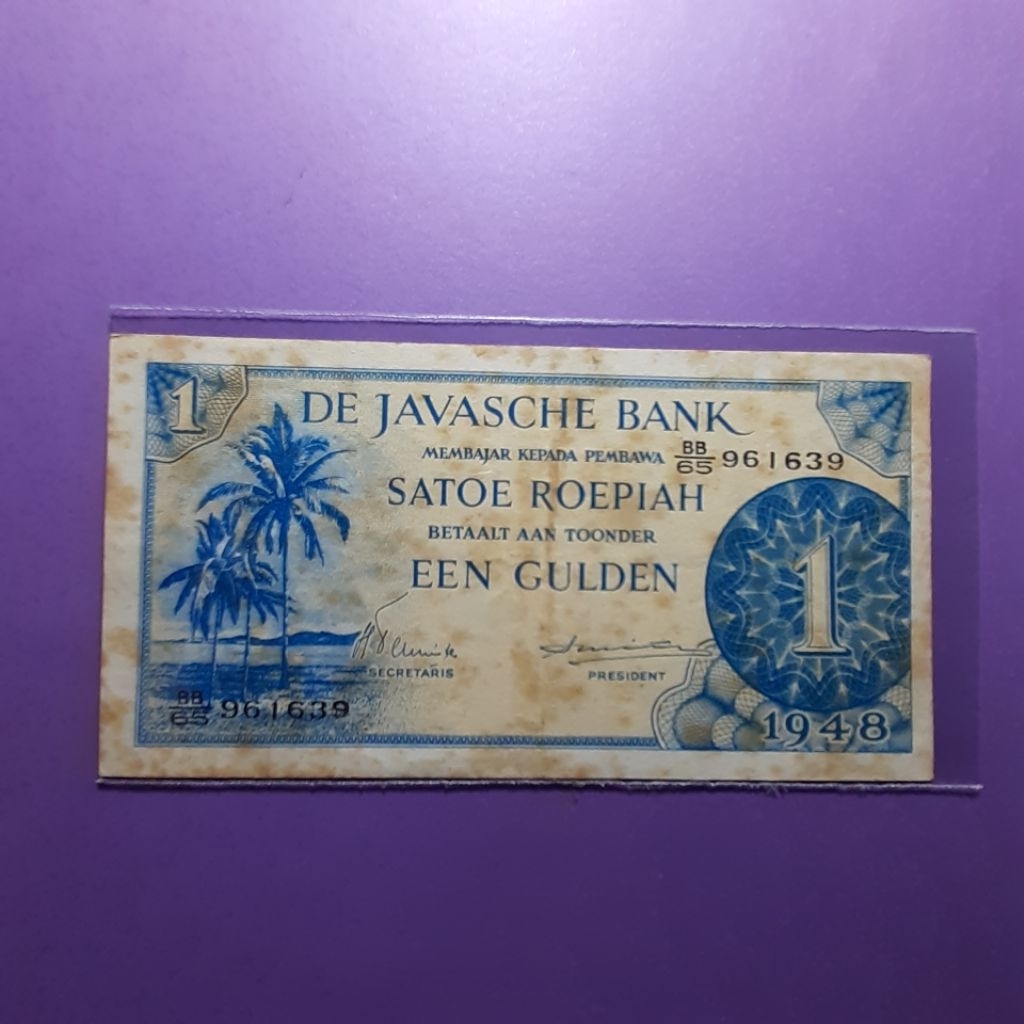 1
DE JAVASCHE BANK
MEMBAJAR KEPADA PEMBAWA BB/65 961639
SATOE ROEPIAH
BETAALT AAN TOONDER
EEN GULDEN
1
SECRETARIS PRESIDENT
BB/65 961639
1948